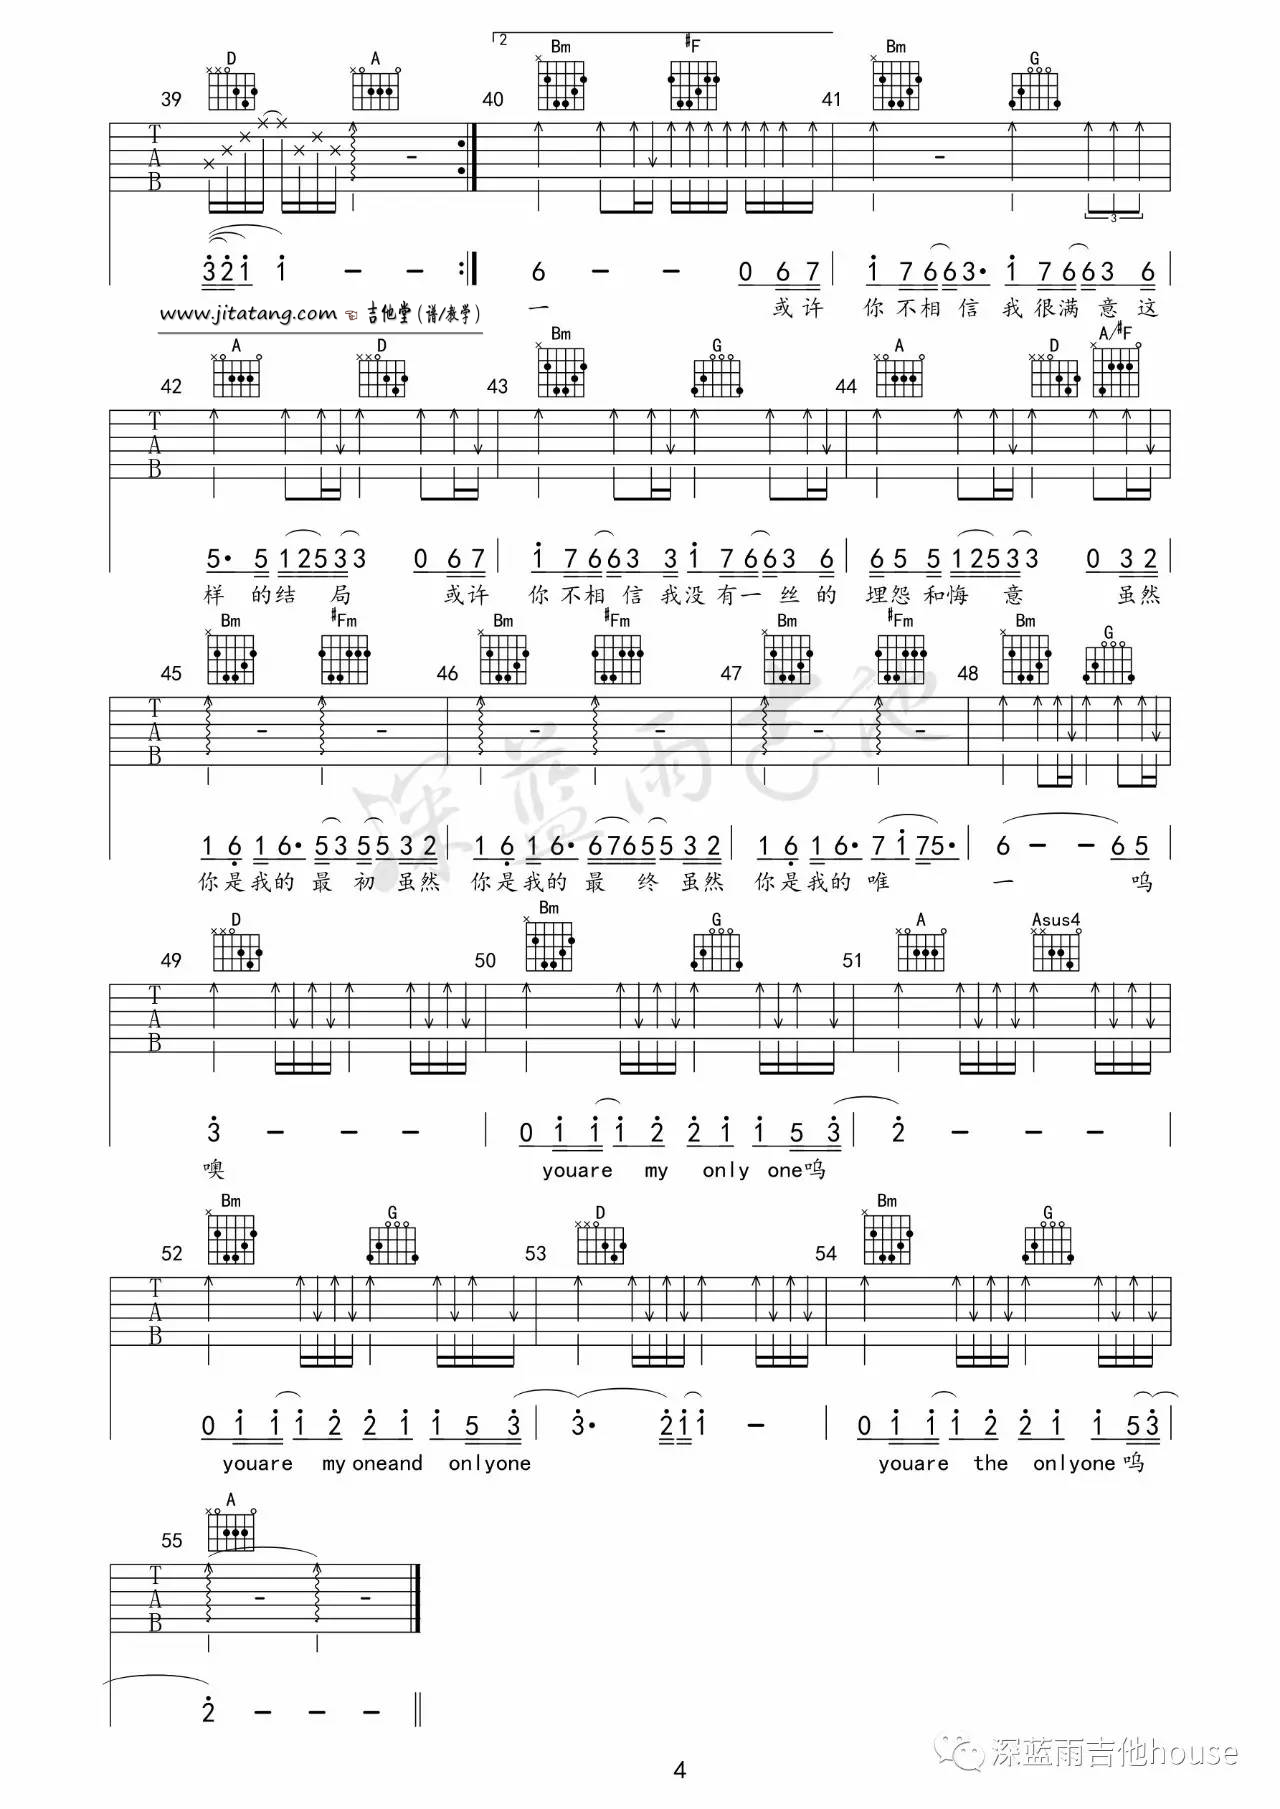 2
D A Bm #F Bm G
39 40 41
T
A
B
3
3 2 1 1 - - 6 - - 0 6 7 1 7 6 6 3· 1 7 6 6 3 6
www.jitatang.com ☜ 吉他堂 (谱/教学) 一 或许 你不相信我很满意这
A D Bm G A D A/#F
42 43 44
T
A
B
5· 5 1 2 5 3 3 0 6 7 1 7 6 6 3 3 1 7 6 6 3 6 6 5 5 1 2 5 3 3 0 3 2
样 的结 局 或许 你不相信我没有一丝的 埋怨和悔意 虽然
Bm #Fm Bm #Fm Bm #Fm Bm G
45 46 47 48
T
A
B
深蓝雨吉他
1 6 1 6· 5 3 5 5 3 2 1 6 1 6· 6 7 6 5 5 3 2 1 6 1 6· 7 1 7 5· 6 - - 6 5
你是我的最初虽然 你是我的最终虽然 你是我的唯 一 呜
D Bm G A Asus4
49 50 51
T
A
B
3 - - - 0 1 1 1 2 2 1 1 5 3 2 - - -
噢 youare my only one呜
Bm G D Bm G
52 53 54
T
A
B
0 1 1 1 2 2 1 1 5 3 3· 2 1 1 - 0 1 1 1 2 2 1 1 5 3
youare my oneand onlyone youare the onlyone呜
A
55
T
A
B
2 - - -
深蓝雨吉他house
4